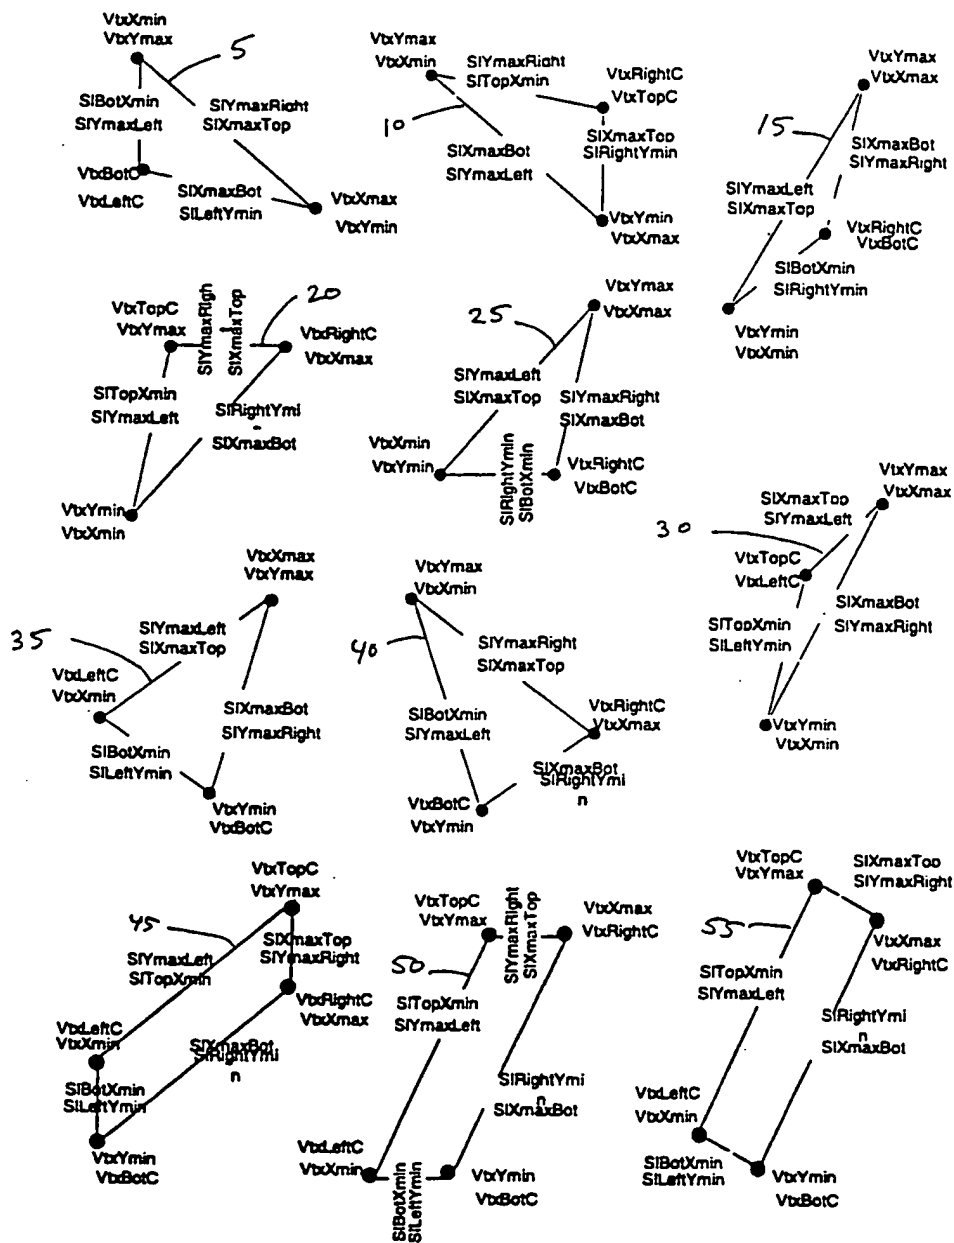 VtxXmin
VtxYmax
5
SlBotXmin
SlYmaxLeft
SlYmaxRight
SlXmaxTop
VtxBotC
VtxLeftC
SlXmaxBot
SlLeftYmin
VtxXmax
VtxYmin
VtxYmax
VtxXmin
SlYmaxRight
SlTopXmin
VtxRightC
VtxTopC
10
SlXmaxTop
SlRightYmin
SlXmaxBot
SlYmaxLeft
VtxYmin
VtxXmax
VtxYmax
VtxXmax
15
SlXmaxBot
SlYmaxRight
SlYmaxLeft
SlXmaxTop
VtxRightC
VtxBotC
SlBotXmin
SlRightYmin
VtxYmin
VtxXmin
VtxTopC
VtxYmax
SlYmaxRigh
SlXmaxTop
20
VtxRightC
VtxXmax
SlTopXmin
SlYmaxLeft
SlRightYmi
-
SlXmaxBot
VtxYmin
VtxXmin
VtxYmax
VtxXmax
25
SlYmaxLeft
SlXmaxTop
SlYmaxRight
SlXmaxBot
VtxXmin
VtxYmin
SlRightYmin
SlBotXmin
VtxRightC
VtxBotC
VtxYmax
VtxXmax
SlXmaxTop
SlYmaxLeft
30
VtxTopC
VtxLeftC
SlXmaxBot
SlYmaxRight
SlTopXmin
SlLeftYmin
VtxYmin
VtxXmin
VtxXmax
VtxYmax
35
SlYmaxLeft
SlXmaxTop
VtxLeftC
VtxXmin
SlXmaxBot
SlYmaxRight
SlBotXmin
SlLeftYmin
VtxYmin
VtxBotC
VtxYmax
VtxXmin
40
SlYmaxRight
SlXmaxTop
SlBotXmin
SlYmaxLeft
VtxRightC
VtxXmax
SlXmaxBot
SlRightYmi
n
VtxBotC
VtxYmin
VtxTopC
VtxYmax
45
SlYmaxLeft
SlTopXmin
SlXmaxTop
SlYmaxRight
VtxRightC
VtxXmax
VtxLeftC
VtxXmin
SlXmaxBot
SlRightYmi
n
SlBotXmin
SlLeftYmin
VtxYmin
VtxBotC
VtxTopC
VtxYmax
SlYmaxRight
SlXmaxTop
VtxXmax
VtxRightC
50
SlTopXmin
SlYmaxLeft
SlRightYmi
n
SlXmaxBot
VtxLeftC
VtxXmin
SlBotXmin
SlLeftYmin
VtxYmin
VtxBotC
VtxTopC
VtxYmax
SlXmaxTop
SlYmaxRight
55
VtxXmax
VtxRightC
SlTopXmin
SlYmaxLeft
SlRightYmi
n
SlXmaxBot
VtxLeftC
VtxXmin
SlBotXmin
SlLeftYmin
VtxYmin
VtxBotC